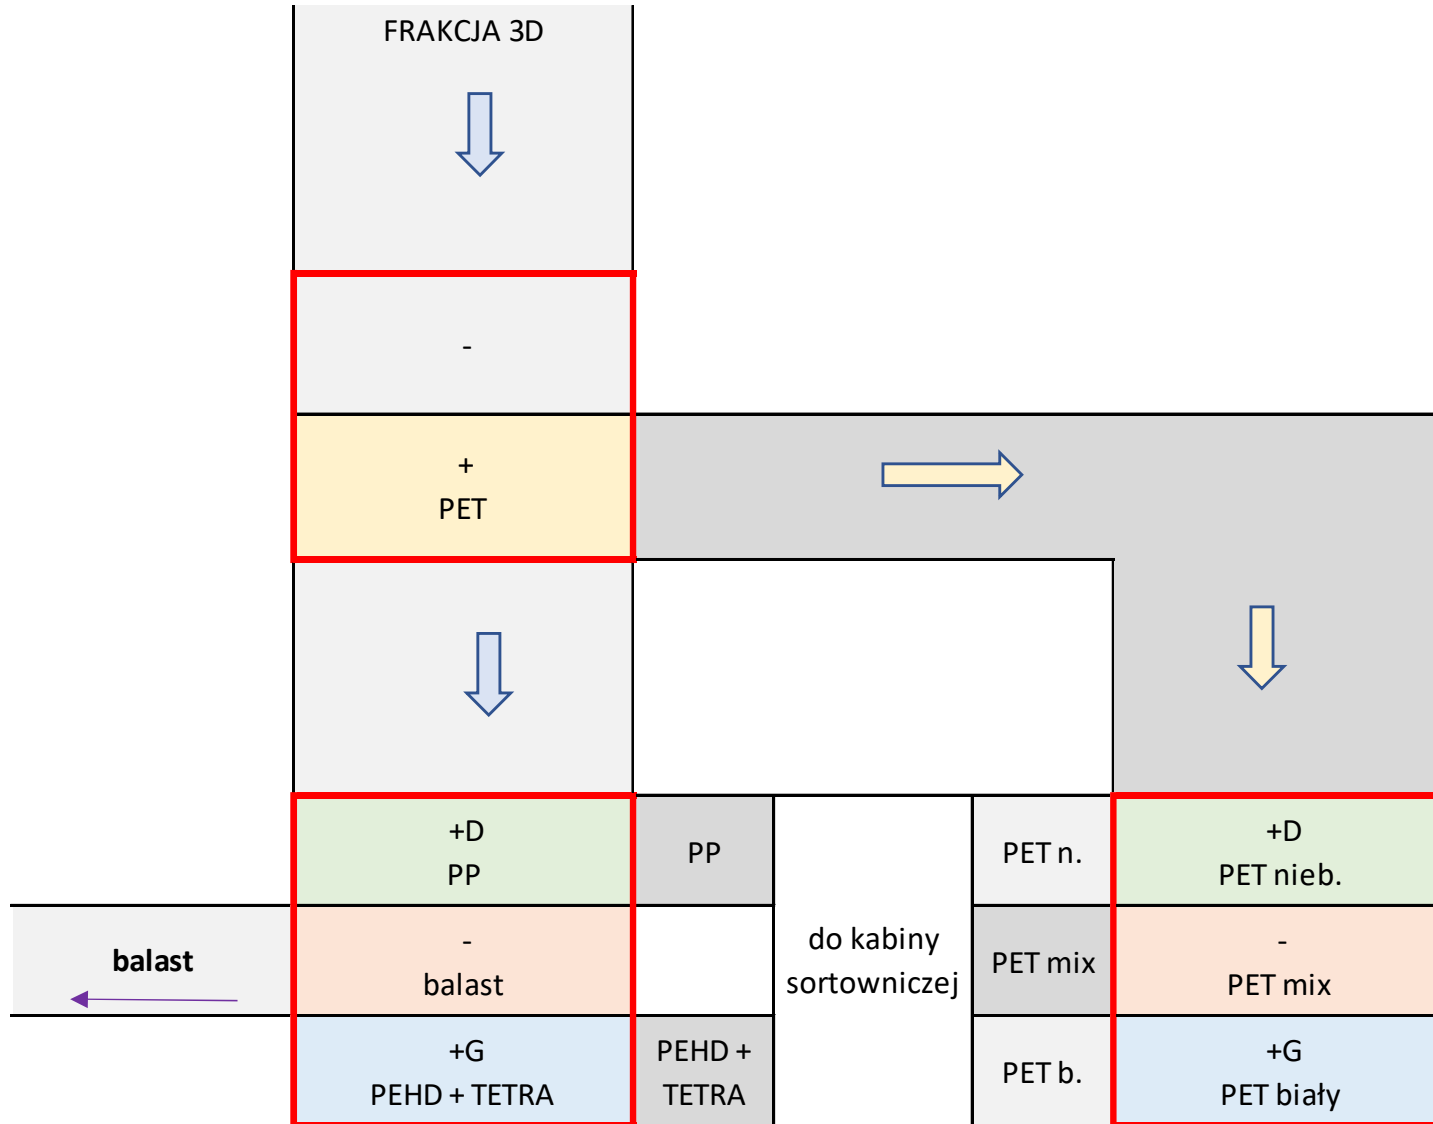 FRAKCJA 3D
-
+
PET
+D
PP
PP
PET n.
+D
PET nieb.
balast
-
balast
do kabiny
sortowniczej
PET mix
-
PET mix
+G
PEHD + TETRA
PEHD +
TETRA
PET b.
+G
PET biały